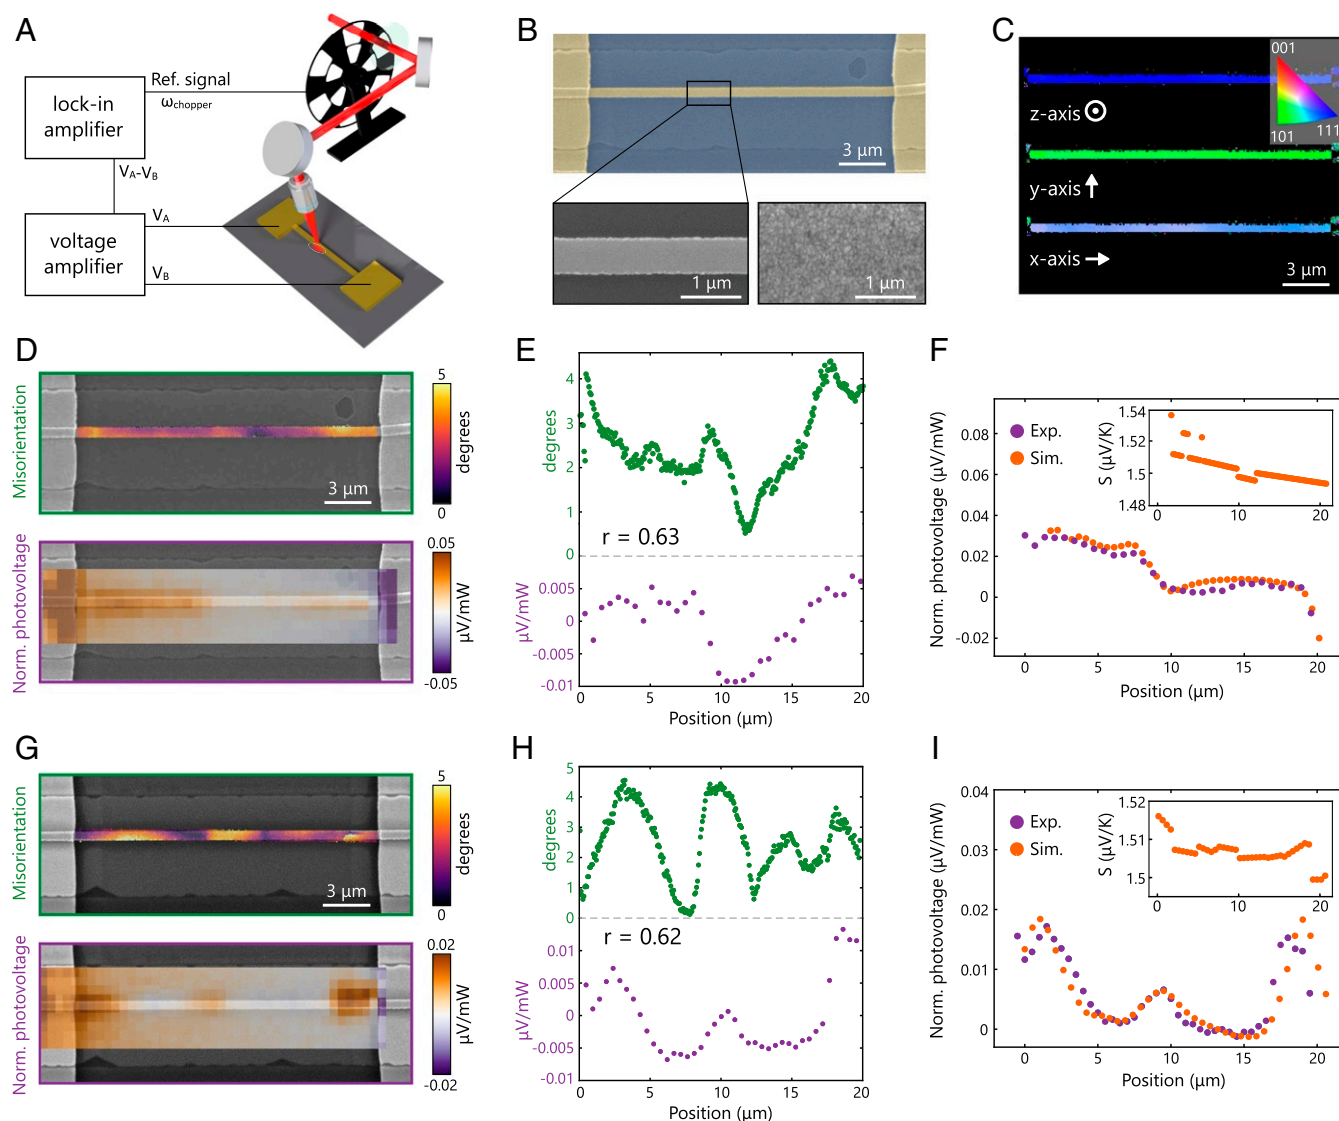 A
lock-in
amplifier
Ref. signal
ωchopper
VA-VB
voltage
amplifier
VA
VB
B
3 µm
1 µm
1 µm
C
001
101
111
z-axis
y-axis
x-axis
3 µm
D
Misorientation
3 µm
5
degrees
0
Norm. photovoltage
0.05
µV/mW
-0.05
E
degrees
4
3
2
1
0
r = 0.63
µV/mW
0.005
0
-0.005
-0.01
0 5 10 15 20
Position (µm)
F
Norm. photovoltage (µV/mW)
0.08
0.06
0.04
0.02
0
-0.02
Exp.
Sim.
S (µV/K)
1.54
1.52
1.5
1.48
0 10 20
0 5 10 15 20
Position (µm)
G
Misorientation
3 µm
5
degrees
0
Norm. photovoltage
0.02
µV/mW
-0.02
H
degrees
5
4
3
2
1
0
r = 0.62
µV/mW
0.01
0.005
0
-0.005
-0.01
0 5 10 15 20
Position (µm)
I
Norm. photovoltage (µV/mW)
0.04
0.03
0.02
0.01
0
Exp.
Sim.
S (µV/K)
1.52
1.51
1.5
0 10 20
0 5 10 15 20
Position (µm)